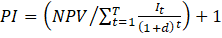 PI = (NPV / ∑_{t=1}^{T} I_t / (1+d)^t) + 1